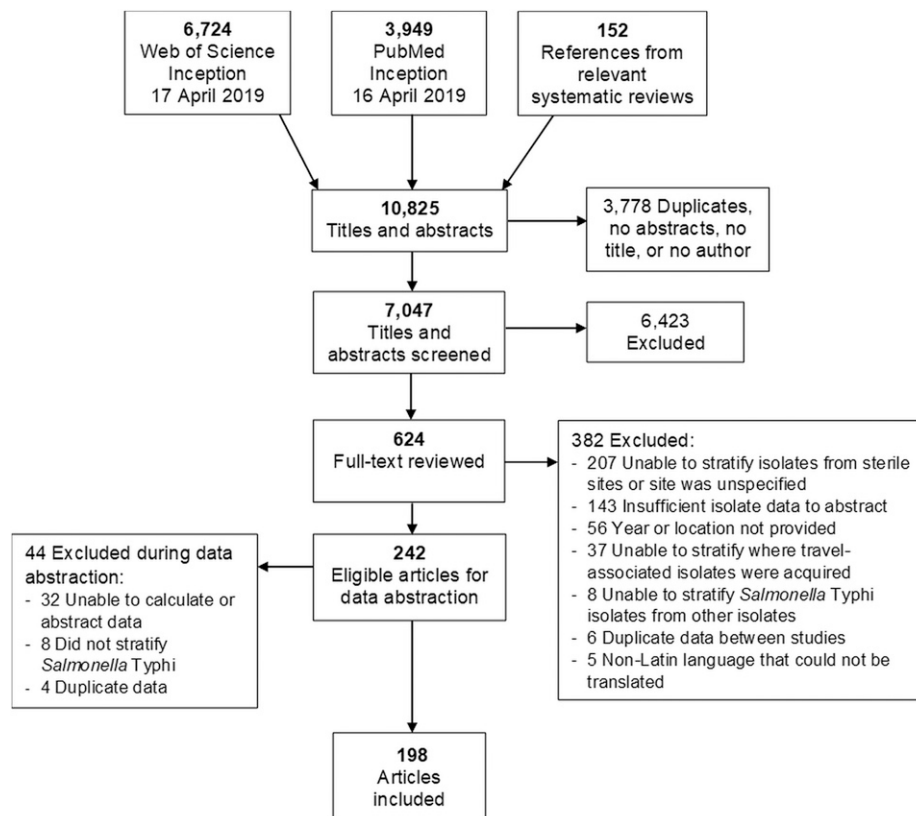 6,724
Web of Science
Inception
17 April 2019
3,949
PubMed
Inception
16 April 2019
152
References from
relevant
systematic reviews
10,825
Titles and abstracts
3,778 Duplicates,
no abstracts, no
title, or no author
7,047
Titles and
abstracts screened
6,423
Excluded
624
Full-text reviewed
382 Excluded:
- 207 Unable to stratify isolates from sterile
sites or site was unspecified
- 143 Insufficient isolate data to abstract
- 56 Year or location not provided
- 37 Unable to stratify where travel-
associated isolates were acquired
- 8 Unable to stratify Salmonella Typhi
isolates from other isolates
- 6 Duplicate data between studies
- 5 Non-Latin language that could not be
translated
242
Eligible articles for
data abstraction
44 Excluded during data
abstraction:
- 32 Unable to calculate or
abstract data
- 8 Did not stratify
Salmonella Typhi
- 4 Duplicate data
198
Articles
included